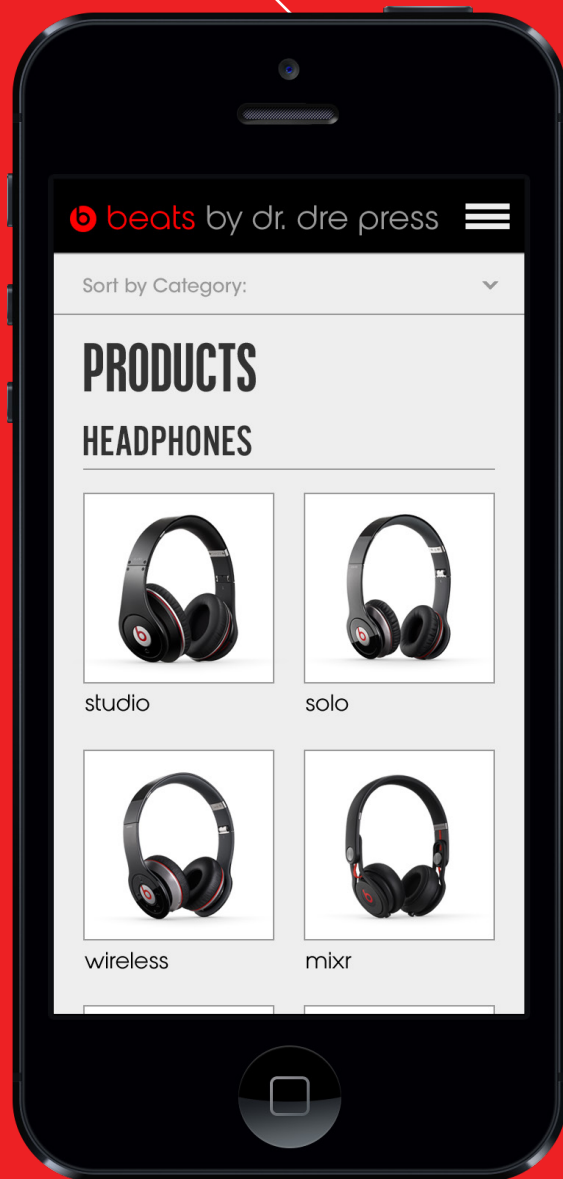 beats by dr. dre press
Sort by Category:
PRODUCTS
HEADPHONES
studio
solo
wireless
mixr